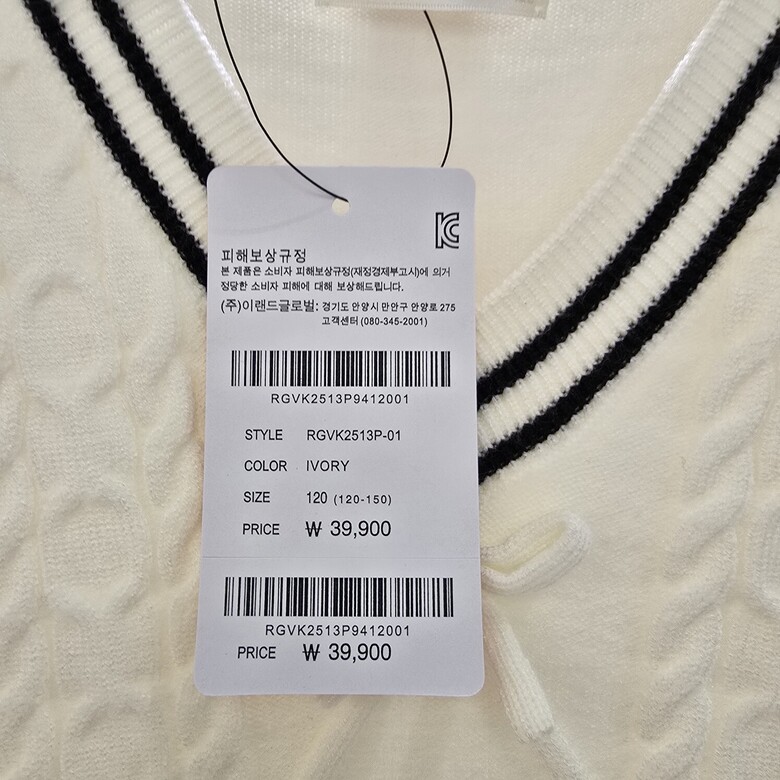 KC
피해보상규정
본 제품은 소비자 피해보상규정(재정경제부고시)에 의거
정당한 소비자 피해에 대해 보상해드립니다.
(주)이랜드글로벌: 경기도 안양시 만안구 안양로 275
고객센터 (080-345-2001)
RGVK2513P9412001
STYLE RGVK2513P-01
COLOR IVORY
SIZE 120 (120-150)
PRICE ₩ 39,900
RGVK2513P9412001
PRICE ₩ 39,900